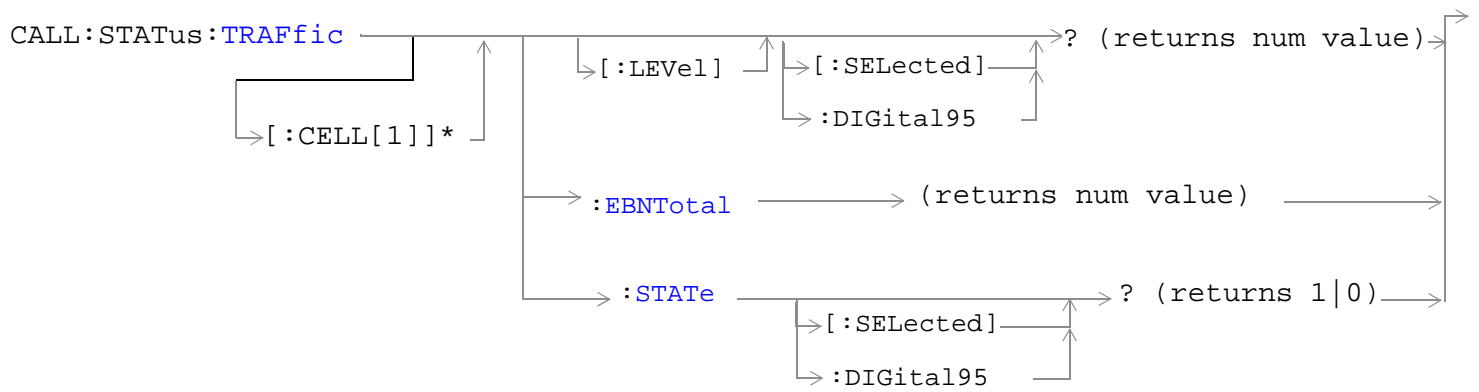 CALL:STATus:TRAFfic
? (returns num value)
[:LEVel]
[:SELected]
:DIGital95
[:CELL[1]]*
:EBNTotal
(returns num value)
:STATe
? (returns 1|0)
[:SELected]
:DIGital95